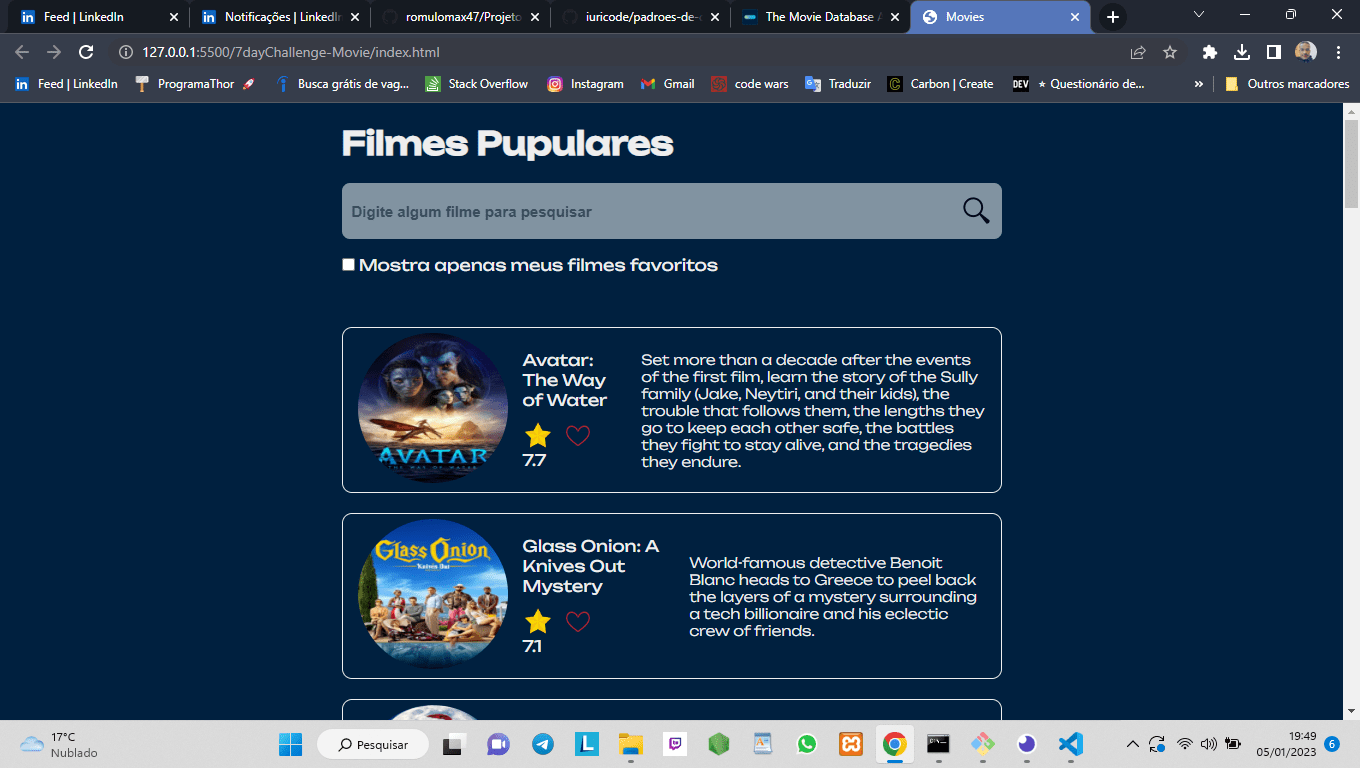 Feed | LinkedIn
Notificações | LinkedIn
romulomax47/Projeto
iuricode/padroes-de-
The Movie Database
Movies
127.0.0.1:5500/7dayChallenge-Movie/index.html
Feed | LinkedIn
ProgramaThor 🚀
Busca grátis de vag...
Stack Overflow
Instagram
Gmail
code wars
Traduzir
Carbon | Create
DEV
⭑ Questionário de...
»
Outros marcadores
Filmes Pupulares
Digite algum filme para pesquisar
Mostra apenas meus filmes favoritos
AVATAR
THE WAY OF WATER
Avatar:
The Way
of Water
7.7
Set more than a decade after the events
of the first film, learn the story of the Sully
family (Jake, Neytiri, and their kids), the
trouble that follows them, the lengths they
go to keep each other safe, the battles
they fight to stay alive, and the tragedies
they endure.
Glass Onion
Knives Out
Glass Onion: A
Knives Out
Mystery
7.1
World-famous detective Benoit
Blanc heads to Greece to peel back
the layers of a mystery surrounding
a tech billionaire and his eclectic
crew of friends.
17°C
Nublado
Pesquisar
L
19:49
05/01/2023
6